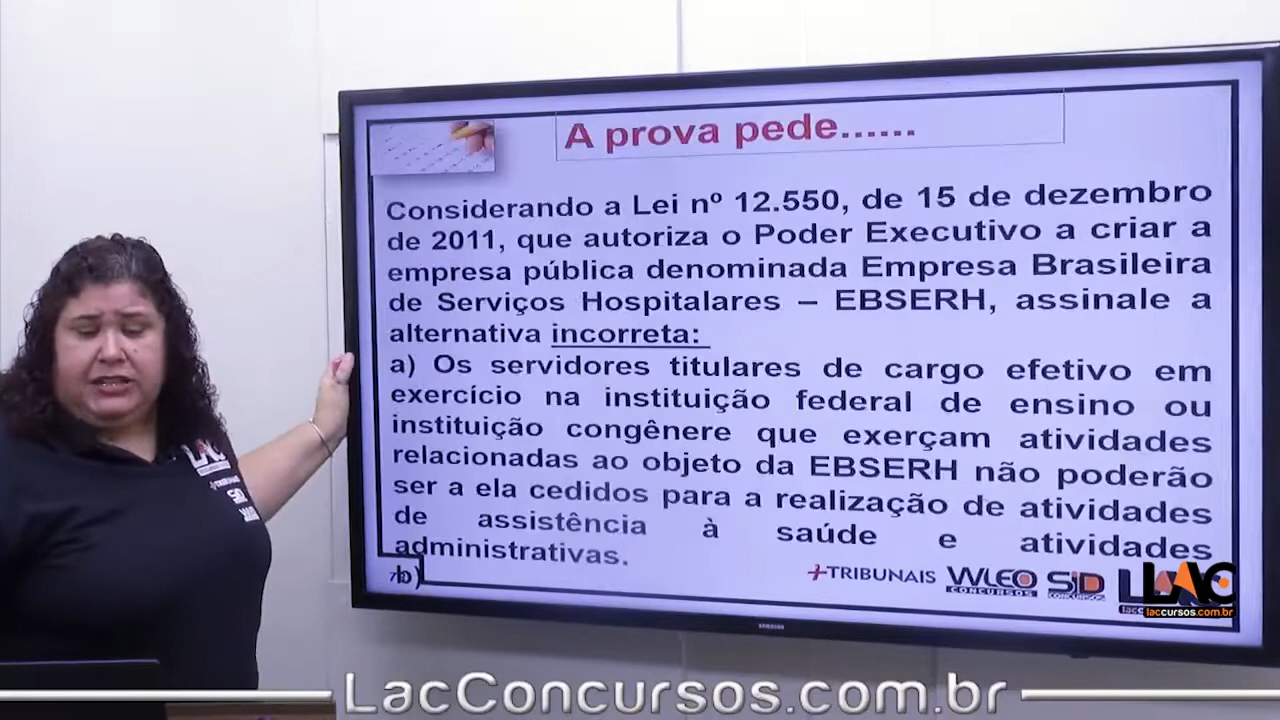 A prova pede......
Considerando a Lei nº 12.550, de 15 de dezembro
de 2011, que autoriza o Poder Executivo a criar a
empresa pública denominada Empresa Brasileira
de Serviços Hospitalares – EBSERH, assinale a
alternativa incorreta:
a) Os servidores titulares de cargo efetivo em
exercício na instituição federal de ensino ou
instituição congênere que exerçam atividades
relacionadas ao objeto da EBSERH não poderão
ser a ela cedidos para a realização de atividades
de assistência à saúde e atividades
administrativas.
b)
+TRIBUNAIS WLEO CONCURSOS SID CONCURSOS LAC
laccursos.com.br
SAMSUNG
LAC
+TRIBUNAIS
SID
LacConcursos.com.br